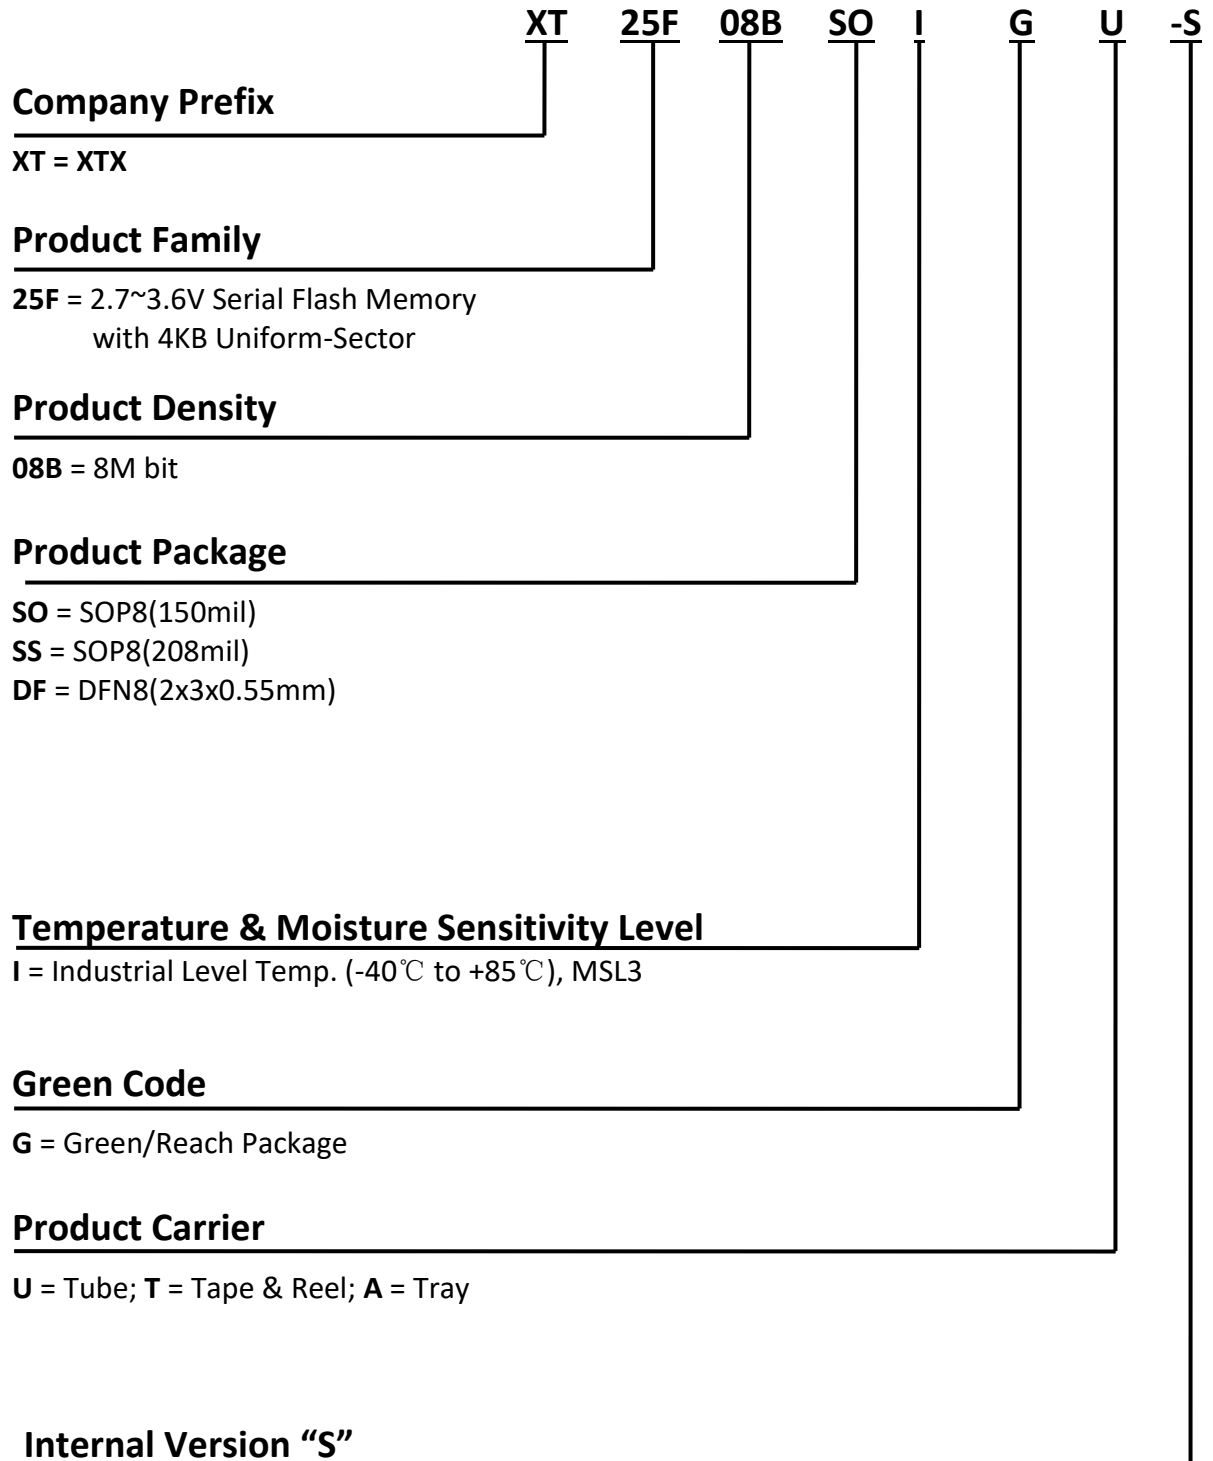 XT 25F 08B SO I G U -S
Company Prefix
XT = XTX
Product Family
25F = 2.7~3.6V Serial Flash Memory
with 4KB Uniform-Sector
Product Density
08B = 8M bit
Product Package
SO = SOP8(150mil)
SS = SOP8(208mil)
DF = DFN8(2x3x0.55mm)
Temperature & Moisture Sensitivity Level
I = Industrial Level Temp. (-40℃ to +85℃), MSL3
Green Code
G = Green/Reach Package
Product Carrier
U = Tube; T = Tape & Reel; A = Tray
Internal Version “S”